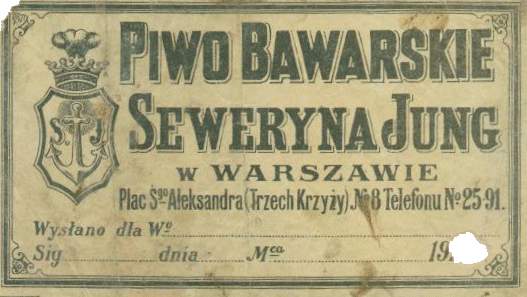 PIWO BAWARSKIE
SEWERYNA JUNG
W WARSZAWIE
Plac Sgo Aleksandra (Trzech Krzyży) № 8 Telefonu № 25 91.
S J
Wysłano dla Wo
Sig dnia Mca 19